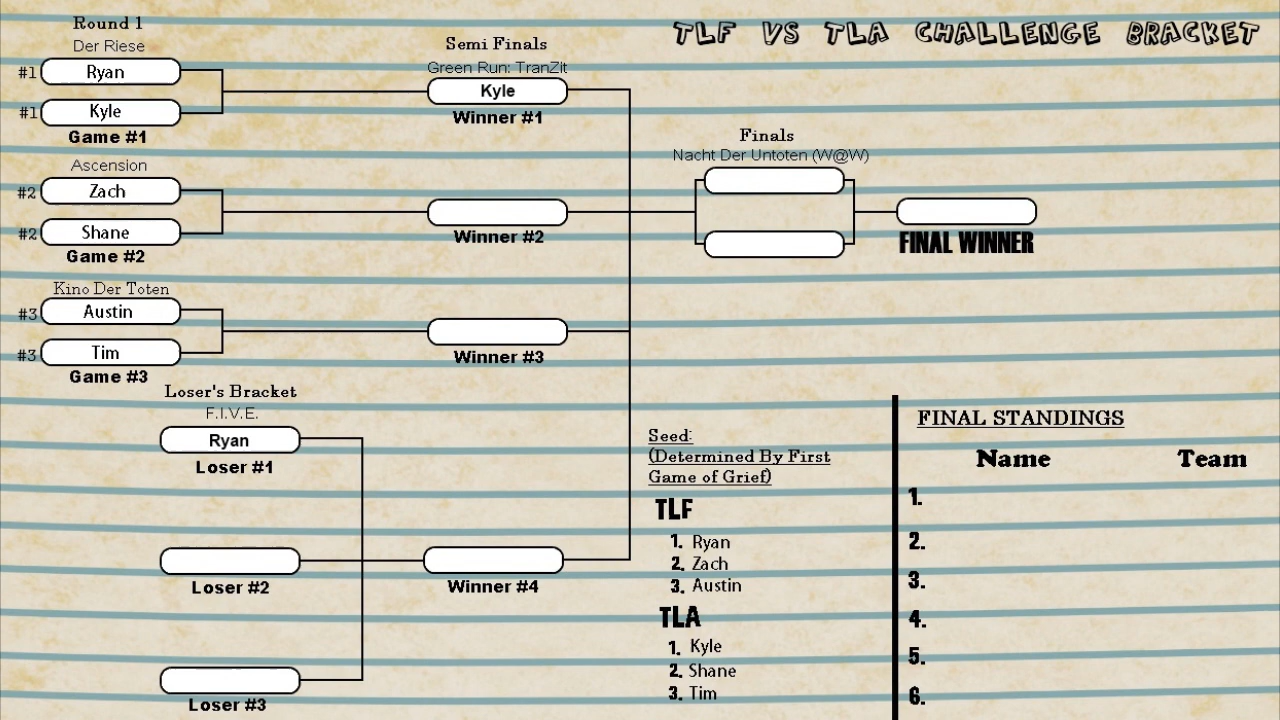 TLF VS TLA CHALLENGE BRACKET
Round 1
Der Riese
#1 Ryan
#1 Kyle
Game #1
Ascension
#2 Zach
#2 Shane
Game #2
Kino Der Toten
#3 Austin
#3 Tim
Game #3
Loser's Bracket
F.I.V.E.
Ryan
Loser #1
Loser #2
Loser #3
Semi Finals
Green Run: TranZit
Kyle
Winner #1
Winner #2
Winner #3
Winner #4
Finals
Nacht Der Untoten (W@W)
FINAL WINNER
Seed:
(Determined By First
Game of Grief)
TLF
1. Ryan
2. Zach
3. Austin
TLA
1. Kyle
2. Shane
3. Tim
FINAL STANDINGS
Name Team
1.
2.
3.
4.
5.
6.